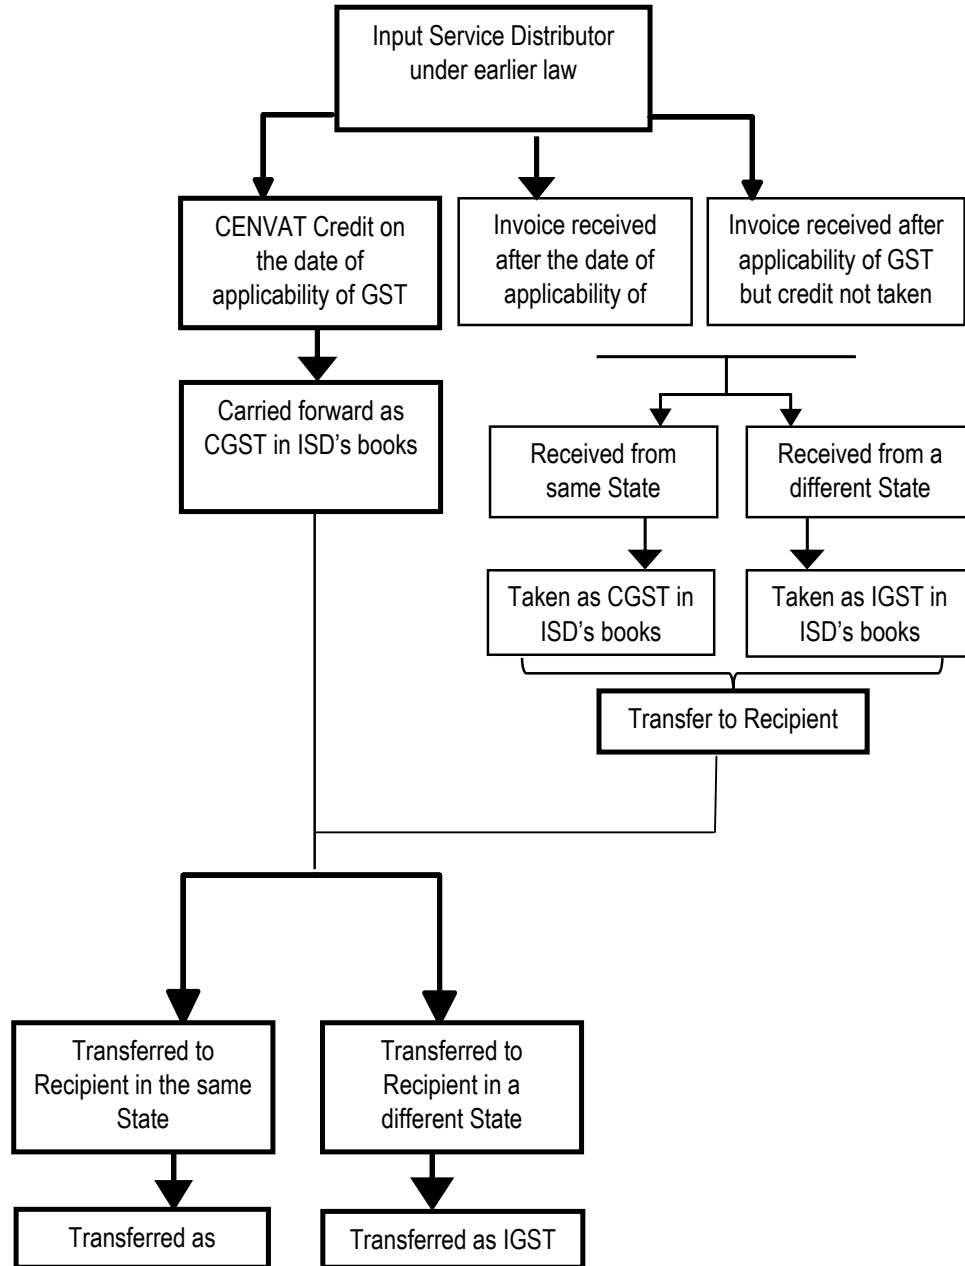 Input Service Distributor
under earlier law
CENVAT Credit on
the date of
applicability of GST
Invoice received
after the date of
applicability of
Invoice received after
applicability of GST
but credit not taken
Carried forward as
CGST in ISD’s books
Received from
same State
Received from a
different State
Taken as CGST in
ISD’s books
Taken as IGST in
ISD’s books
Transfer to Recipient
Transferred to
Recipient in the same
State
Transferred to
Recipient in a
different State
Transferred as
Transferred as IGST